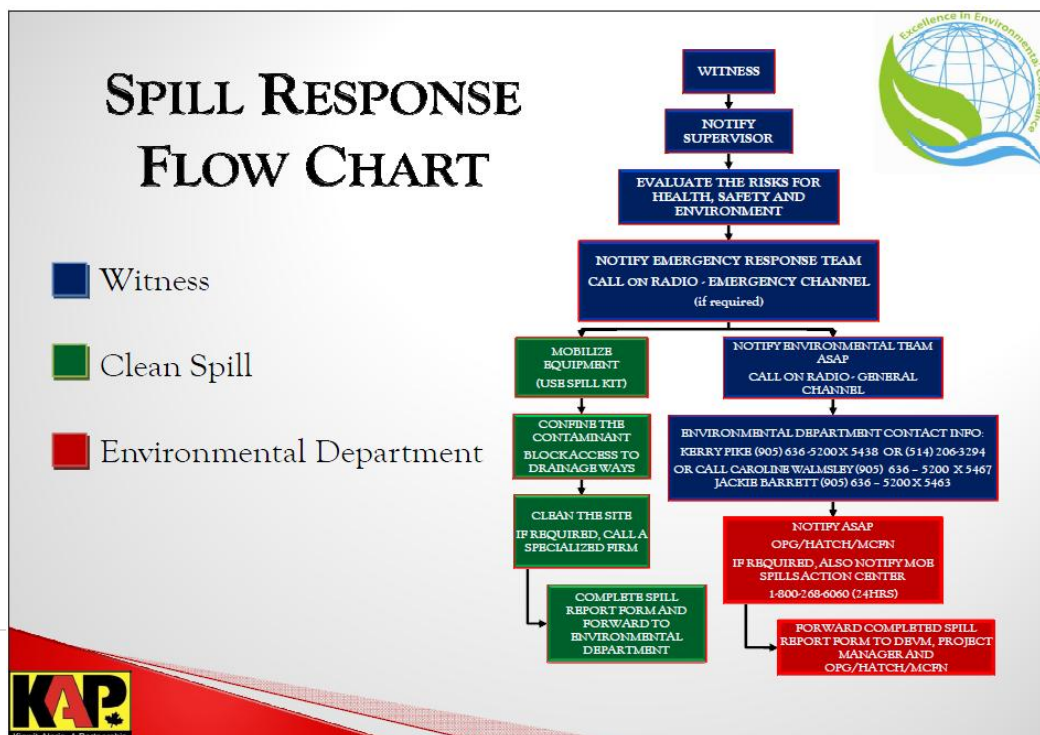 SPILL RESPONSE
FLOW CHART
Witness
Clean Spill
Environmental Department
Excellence in Environmental Compliance
WITNESS
NOTIFY
SUPERVISOR
EVALUATE THE RISKS FOR
HEALTH, SAFETY AND
ENVIRONMENT
NOTIFY EMERGENCY RESPONSE TEAM
CALL ON RADIO - EMERGENCY CHANNEL
(if required)
MOBILIZE
EQUIPMENT
(USE SPILL KIT)
CONFINE THE
CONTAMINANT
BLOCK ACCESS TO
DRAINAGE WAYS
CLEAN THE SITE
IF REQUIRED, CALL A
SPECIALIZED FIRM
COMPLETE SPILL
REPORT FORM AND
FORWARD TO
ENVIRONMENTAL
DEPARTMENT
NOTIFY ENVIRONMENTAL TEAM
ASAP
CALL ON RADIO - GENERAL
CHANNEL
ENVIRONMENTAL DEPARTMENT CONTACT INFO:
KERRY PIKE (905) 636-5200 X 5438 OR (514) 206-3294
OR CALL CAROLINE WALMSLEY (905) 636 – 5200 X 5467
JACKIE BARRETT (905) 636 – 5200 X 5463
NOTIFY ASAP
OPG/HATCH/MCFN
IF REQUIRED, ALSO NOTIFY MOE
SPILLS ACTION CENTER
1-800-268-6060 (24HRS)
FORWARD COMPLETED SPILL
REPORT FORM TO DEVM, PROJECT
MANAGER AND
OPG/HATCH/MCFN
KAP